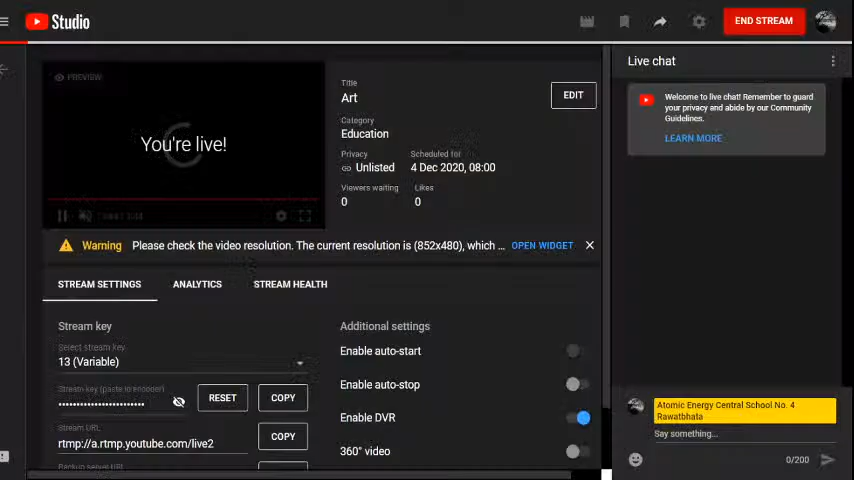 Studio
END STREAM
PREVIEW
You're live!
Title
Art
EDIT
Category
Education
Privacy
Scheduled for
Unlisted
4 Dec 2020, 08:00
Viewers waiting
Likes
0
0
Warning Please check the video resolution. The current resolution is (852x480), which ... OPEN WIDGET
STREAM SETTINGS
ANALYTICS
STREAM HEALTH
Stream key
Select stream key
13 (Variable)
Stream key (paste to encoder)
RESET
COPY
Stream URL
rtmp://a.rtmp.youtube.com/live2
COPY
Backup server URL
Additional settings
Enable auto-start
Enable auto-stop
Enable DVR
360° video
Live chat
Welcome to live chat! Remember to guard
your privacy and abide by our Community
Guidelines.
LEARN MORE
Atomic Energy Central School No. 4
Rawatbhata
Say something...
0/200